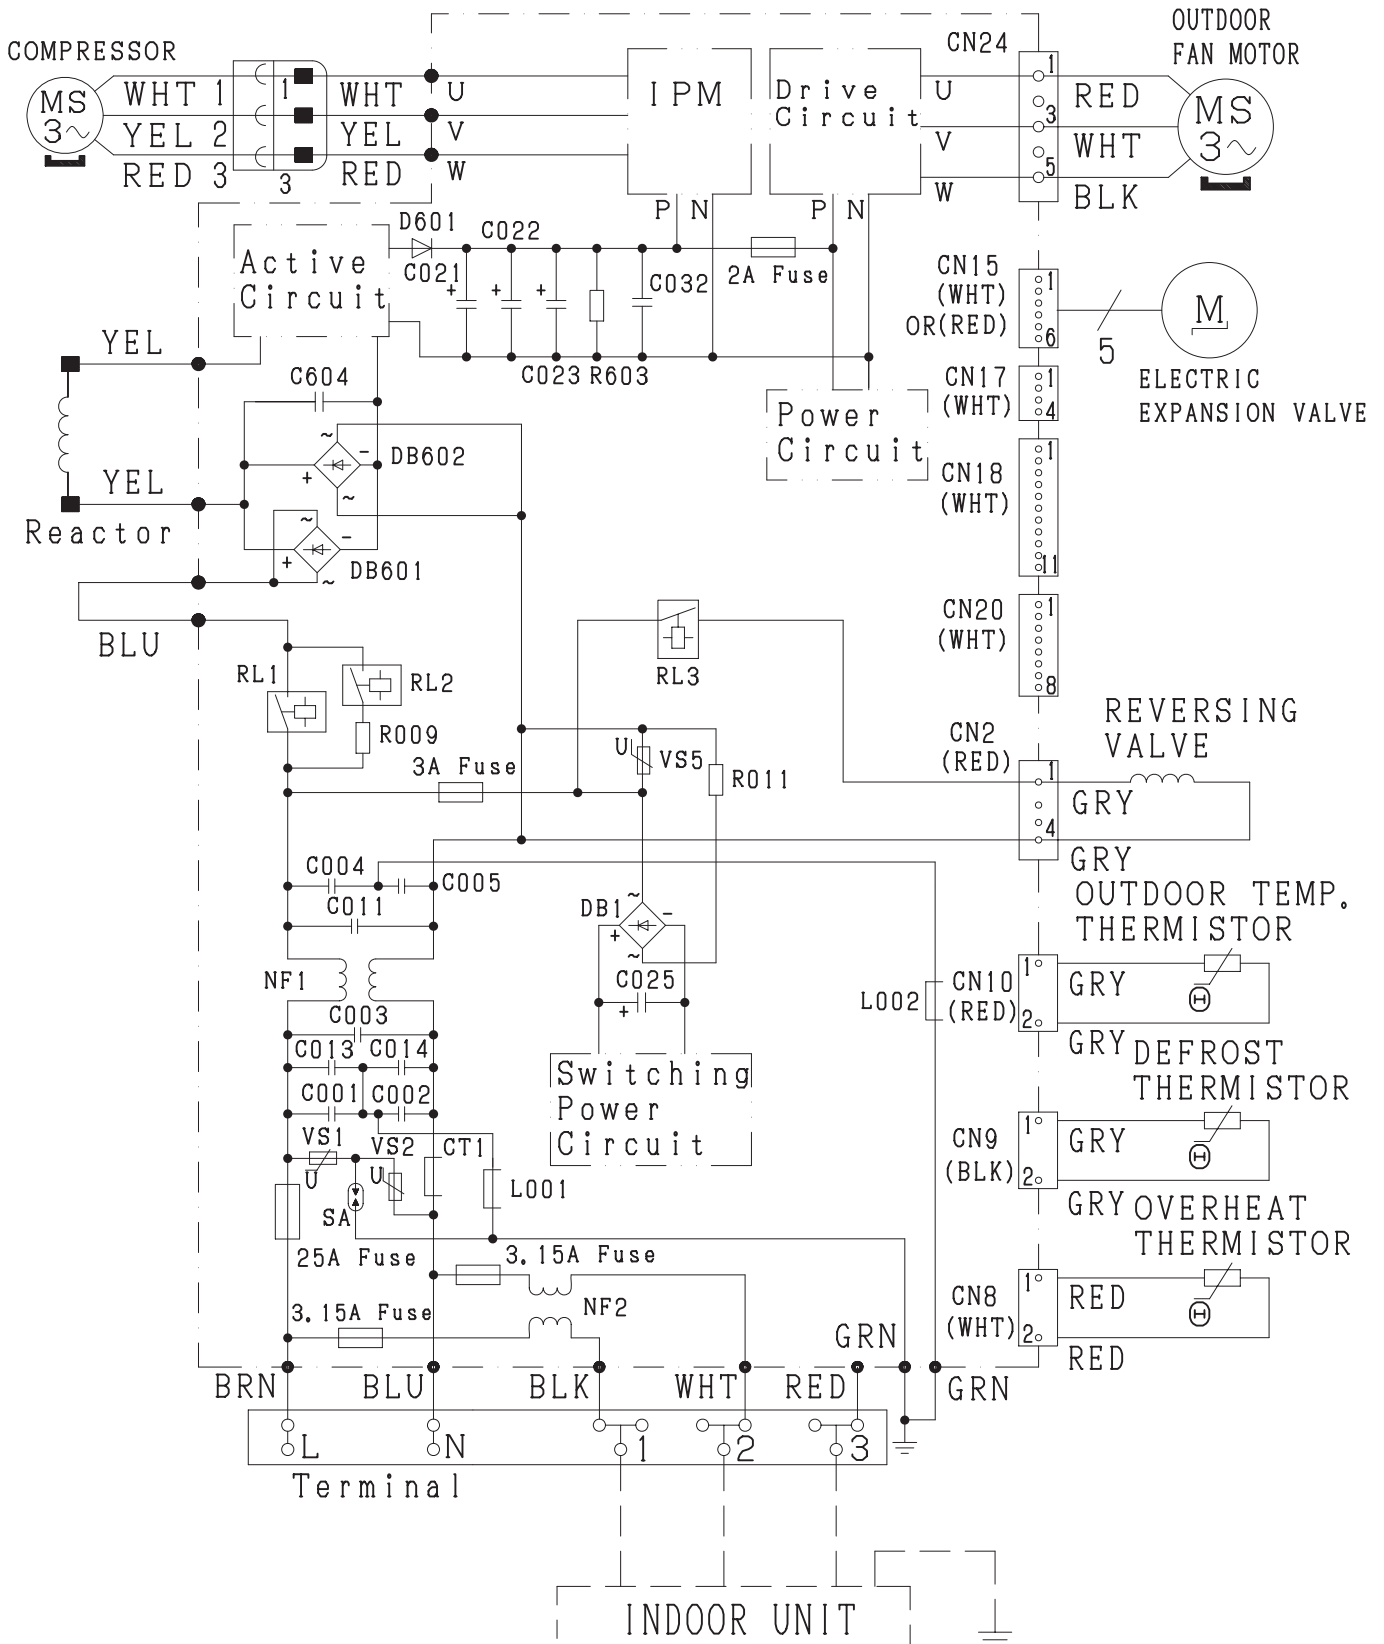 COMPRESSOR
MS
3~
WHT 1
YEL 2
RED 3
1
3
WHT
YEL
RED
U
V
W
IPM
P N
Drive
Circuit
P N
U
V
W
CN24
1
3
5
RED
WHT
BLK
OUTDOOR
FAN MOTOR
MS
3~
Active
Circuit
D601
C021
C022
+
+
+
C023
R603
C032
2A Fuse
Power
Circuit
CN15
(WHT)
OR(RED)
1
6
5
M
ELECTRIC
EXPANSION VALVE
CN17
(WHT)
1
4
CN18
(WHT)
1
11
CN20
(WHT)
1
8
YEL
YEL
Reactor
C604
~
-
+
~
DB602
~
-
+
~
DB601
BLU
RL1
RL2
R009
3A Fuse
RL3
U
VS5
R011
CN2
(RED)
1
4
REVERSING
VALVE
GRY
GRY
C004
C005
C011
NF1
DB1
~
-
+
~
C025
+
Switching
Power
Circuit
L002
CN10
(RED)
1
2
OUTDOOR TEMP.
THERMISTOR
GRY
Θ
GRY
C003
C013 C014
C001 C002
VS1
U
VS2
U
CT1
SA
L001
25A Fuse
3.15A Fuse
3.15A Fuse
NF2
CN9
(BLK)
1
2
DEFROST
THERMISTOR
GRY
Θ
GRY
CN8
(WHT)
1
2
OVERHEAT
THERMISTOR
RED
Θ
RED
GRN
BRN
BLU
BLK
WHT
RED
GRN
L
N
1
2
3
Terminal
INDOOR UNIT